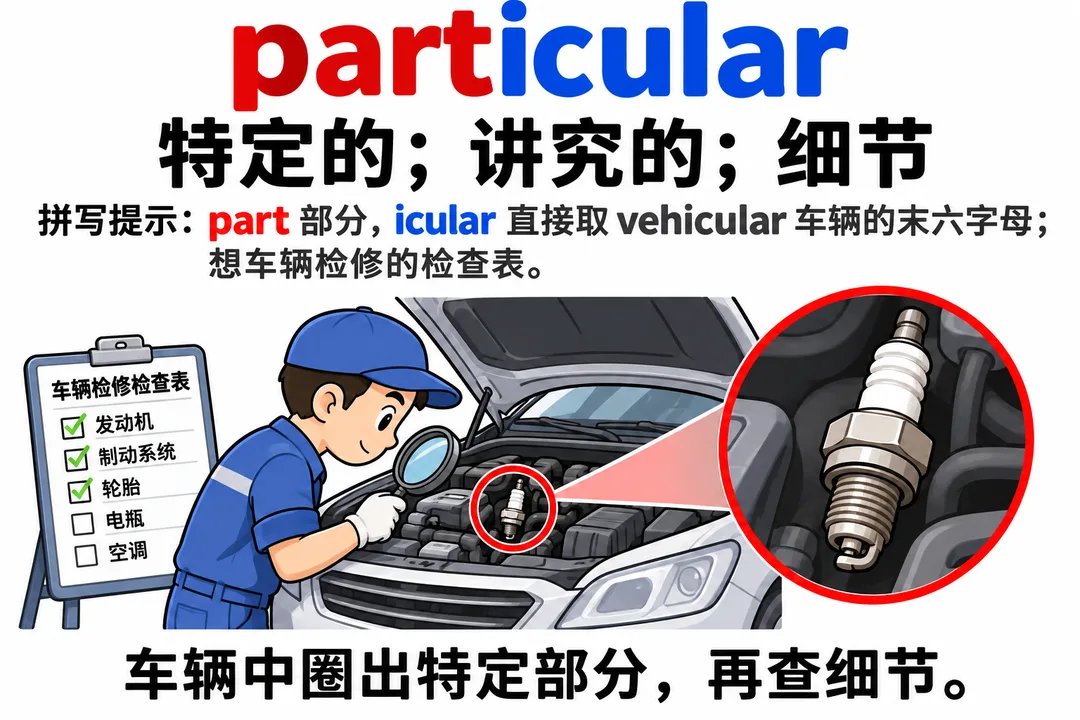 particular
特定的；讲究的；细节
拼写提示：part 部分，icular 直接取 vehicular 车辆的末六字母；
想车辆检修的检查表。
车辆检修检查表
发动机
制动系统
轮胎
电瓶
空调
车辆中圈出特定部分，再查细节。